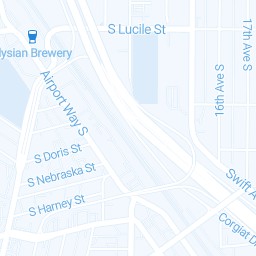 S Lucile St
17th Ave S
lysian Brewery
16th Ave S
Airport Way S
S Doris St
S Nebraska St
Swift A
S Harney St
Corgiat D